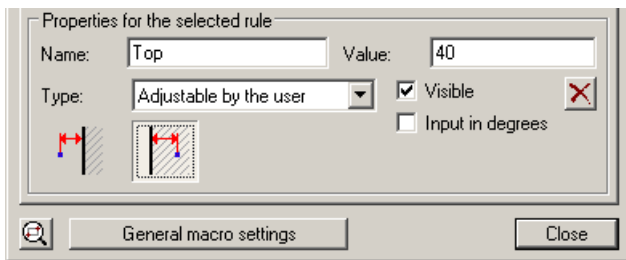 Properties for the selected rule
Name: Top Value: 40
Type: Adjustable by the user Visible
Input in degrees
General macro settings Close